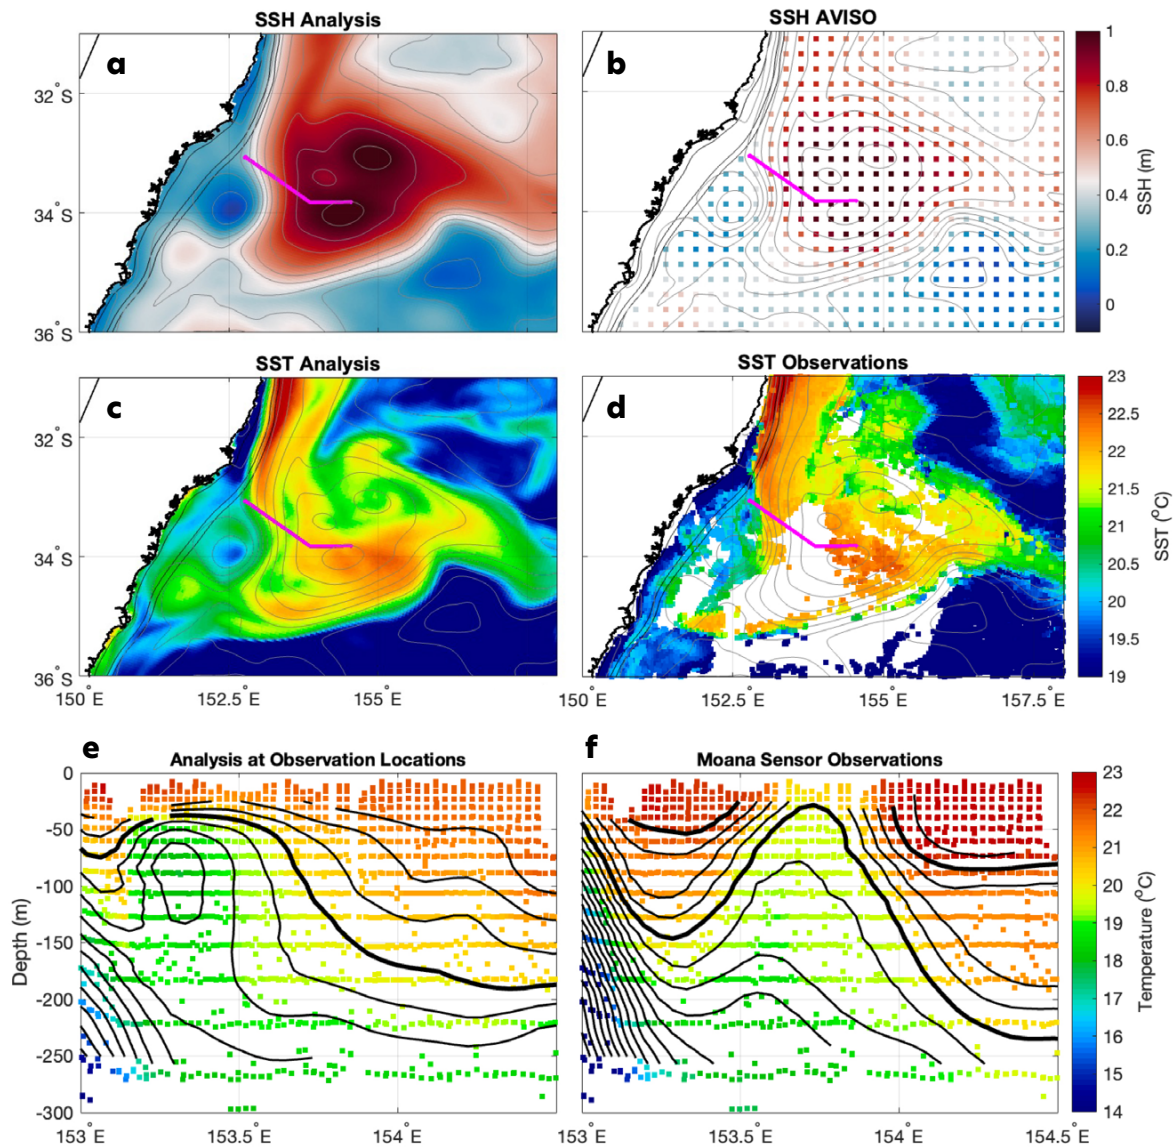 SSH Analysis
SSH AVISO
a
b
32° S
34° S
36° S
1
0.8
0.6
0.4
0.2
0
SSH (m)
SST Analysis
SST Observations
c
d
32° S
34° S
36° S
150° E
152.5° E
155° E
150° E
152.5° E
155° E
157.5° E
23
22.5
22
21.5
21
20.5
20
19.5
19
SST (°C)
e
f
Analysis at Observation Locations
Moana Sensor Observations
0
-50
-100
-150
-200
-250
-300
Depth (m)
153° E
153.5° E
154° E
153° E
153.5° E
154° E
154.5° E
23
22
21
20
19
18
17
16
15
14
Temperature (°C)